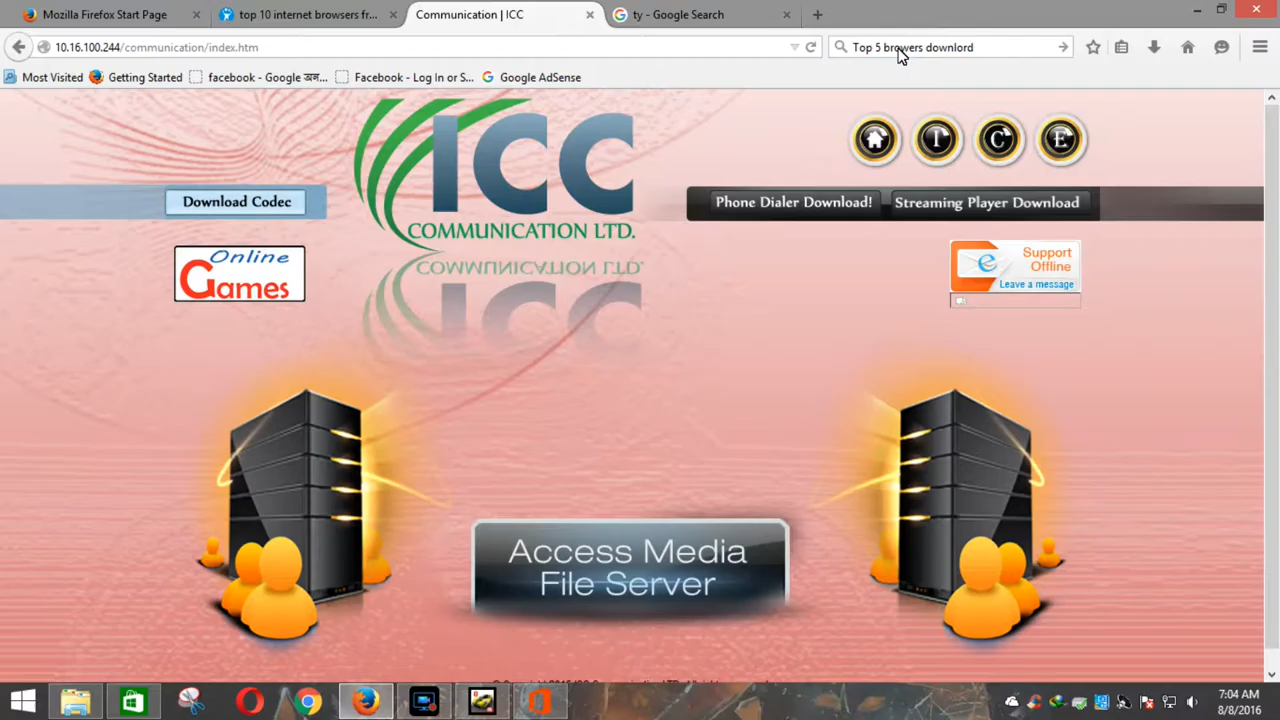 Mozilla Firefox Start Page
top 10 internet browsers fr...
Communication | ICC
ty - Google Search
10.16.100.244/communication/index.htm
Top 5 browers downlord
Most Visited
Getting Started
facebook - Google অনু...
Facebook - Log In or S...
Google AdSense
ICC
COMMUNICATION LTD.
I
C
E
Download Codec
Phone Dialer Download!
Streaming Player Download
Online
Games
Support
Offline
Leave a message
Access Media
File Server
7:04 AM
8/8/2016